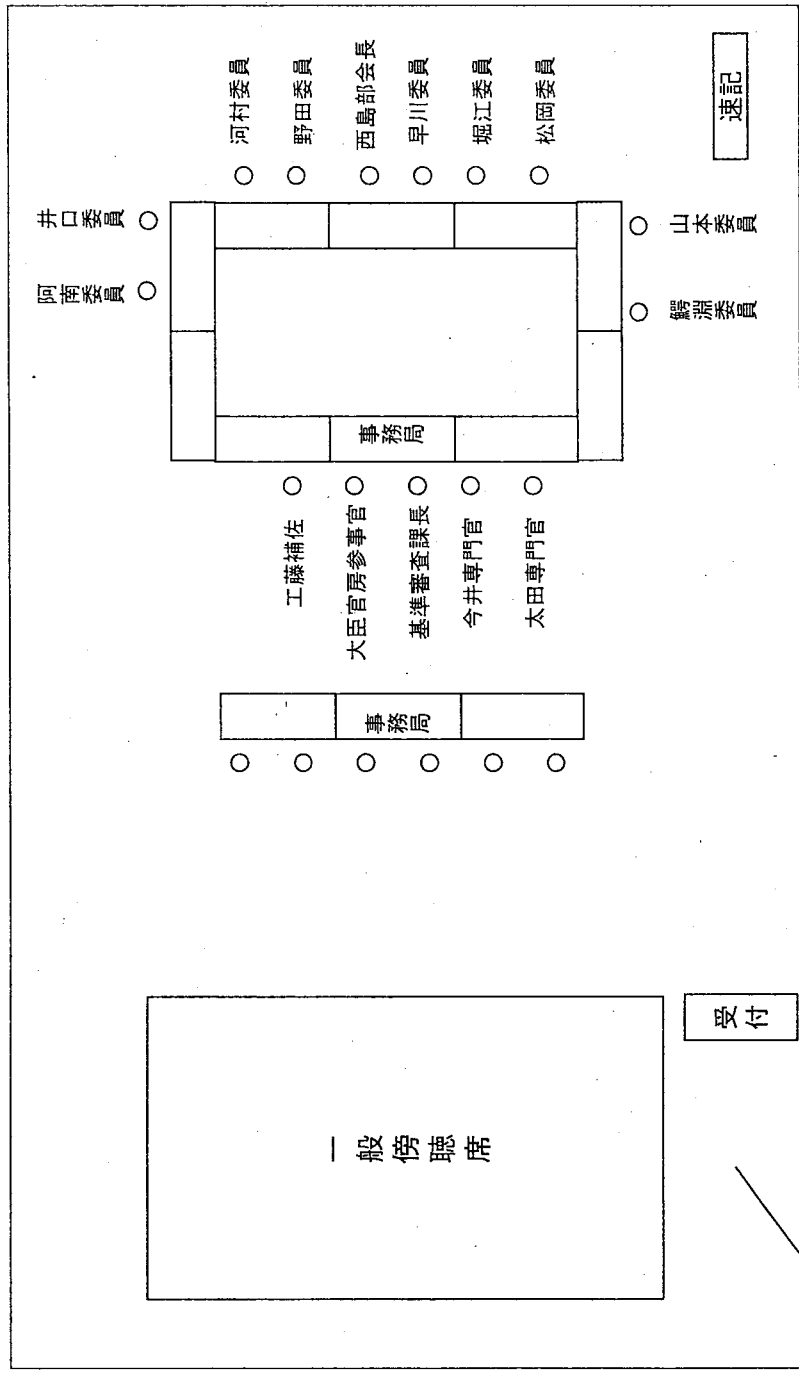 井口委員
阿南委員
河村委員
野田委員
西島部会長
早川委員
堀江委員
松岡委員
速記
山本委員
鰐淵委員
事務局
工藤補佐
大臣官房参事官
基準審査課長
今井専門官
太田専門官
事務局
一般傍聴席
受付